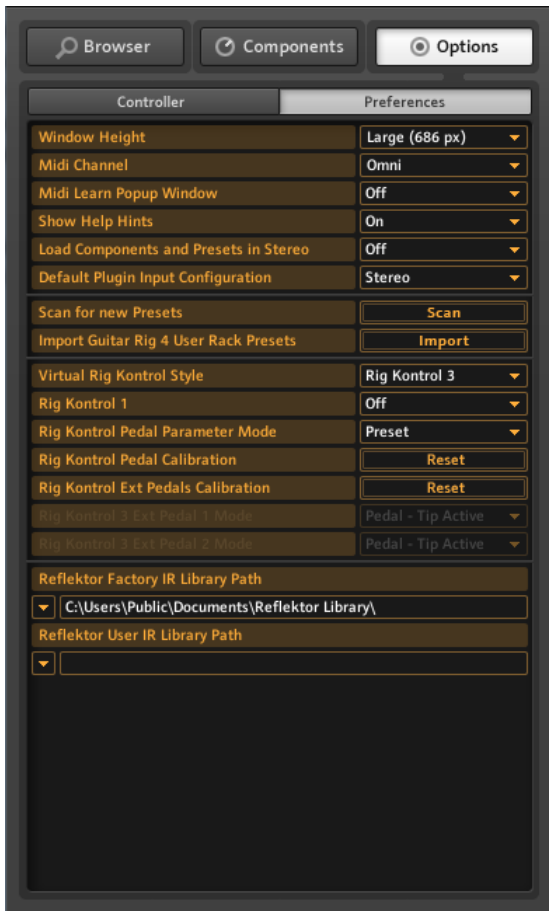 Browser Components Options
Controller Preferences
Window Height Large (686 px)
Midi Channel Omni
Midi Learn Popup Window Off
Show Help Hints On
Load Components and Presets in Stereo Off
Default Plugin Input Configuration Stereo
Scan for new Presets Scan
Import Guitar Rig 4 User Rack Presets Import
Virtual Rig Kontrol Style Rig Kontrol 3
Rig Kontrol 1 Off
Rig Kontrol Pedal Parameter Mode Preset
Rig Kontrol Pedal Calibration Reset
Rig Kontrol Ext Pedals Calibration Reset
Rig Kontrol 3 Ext Pedal 1 Mode Pedal - Tip Active
Rig Kontrol 3 Ext Pedal 2 Mode Pedal - Tip Active
Reflektor Factory IR Library Path
C:\Users\Public\Documents\Reflektor Library\
Reflektor User IR Library Path